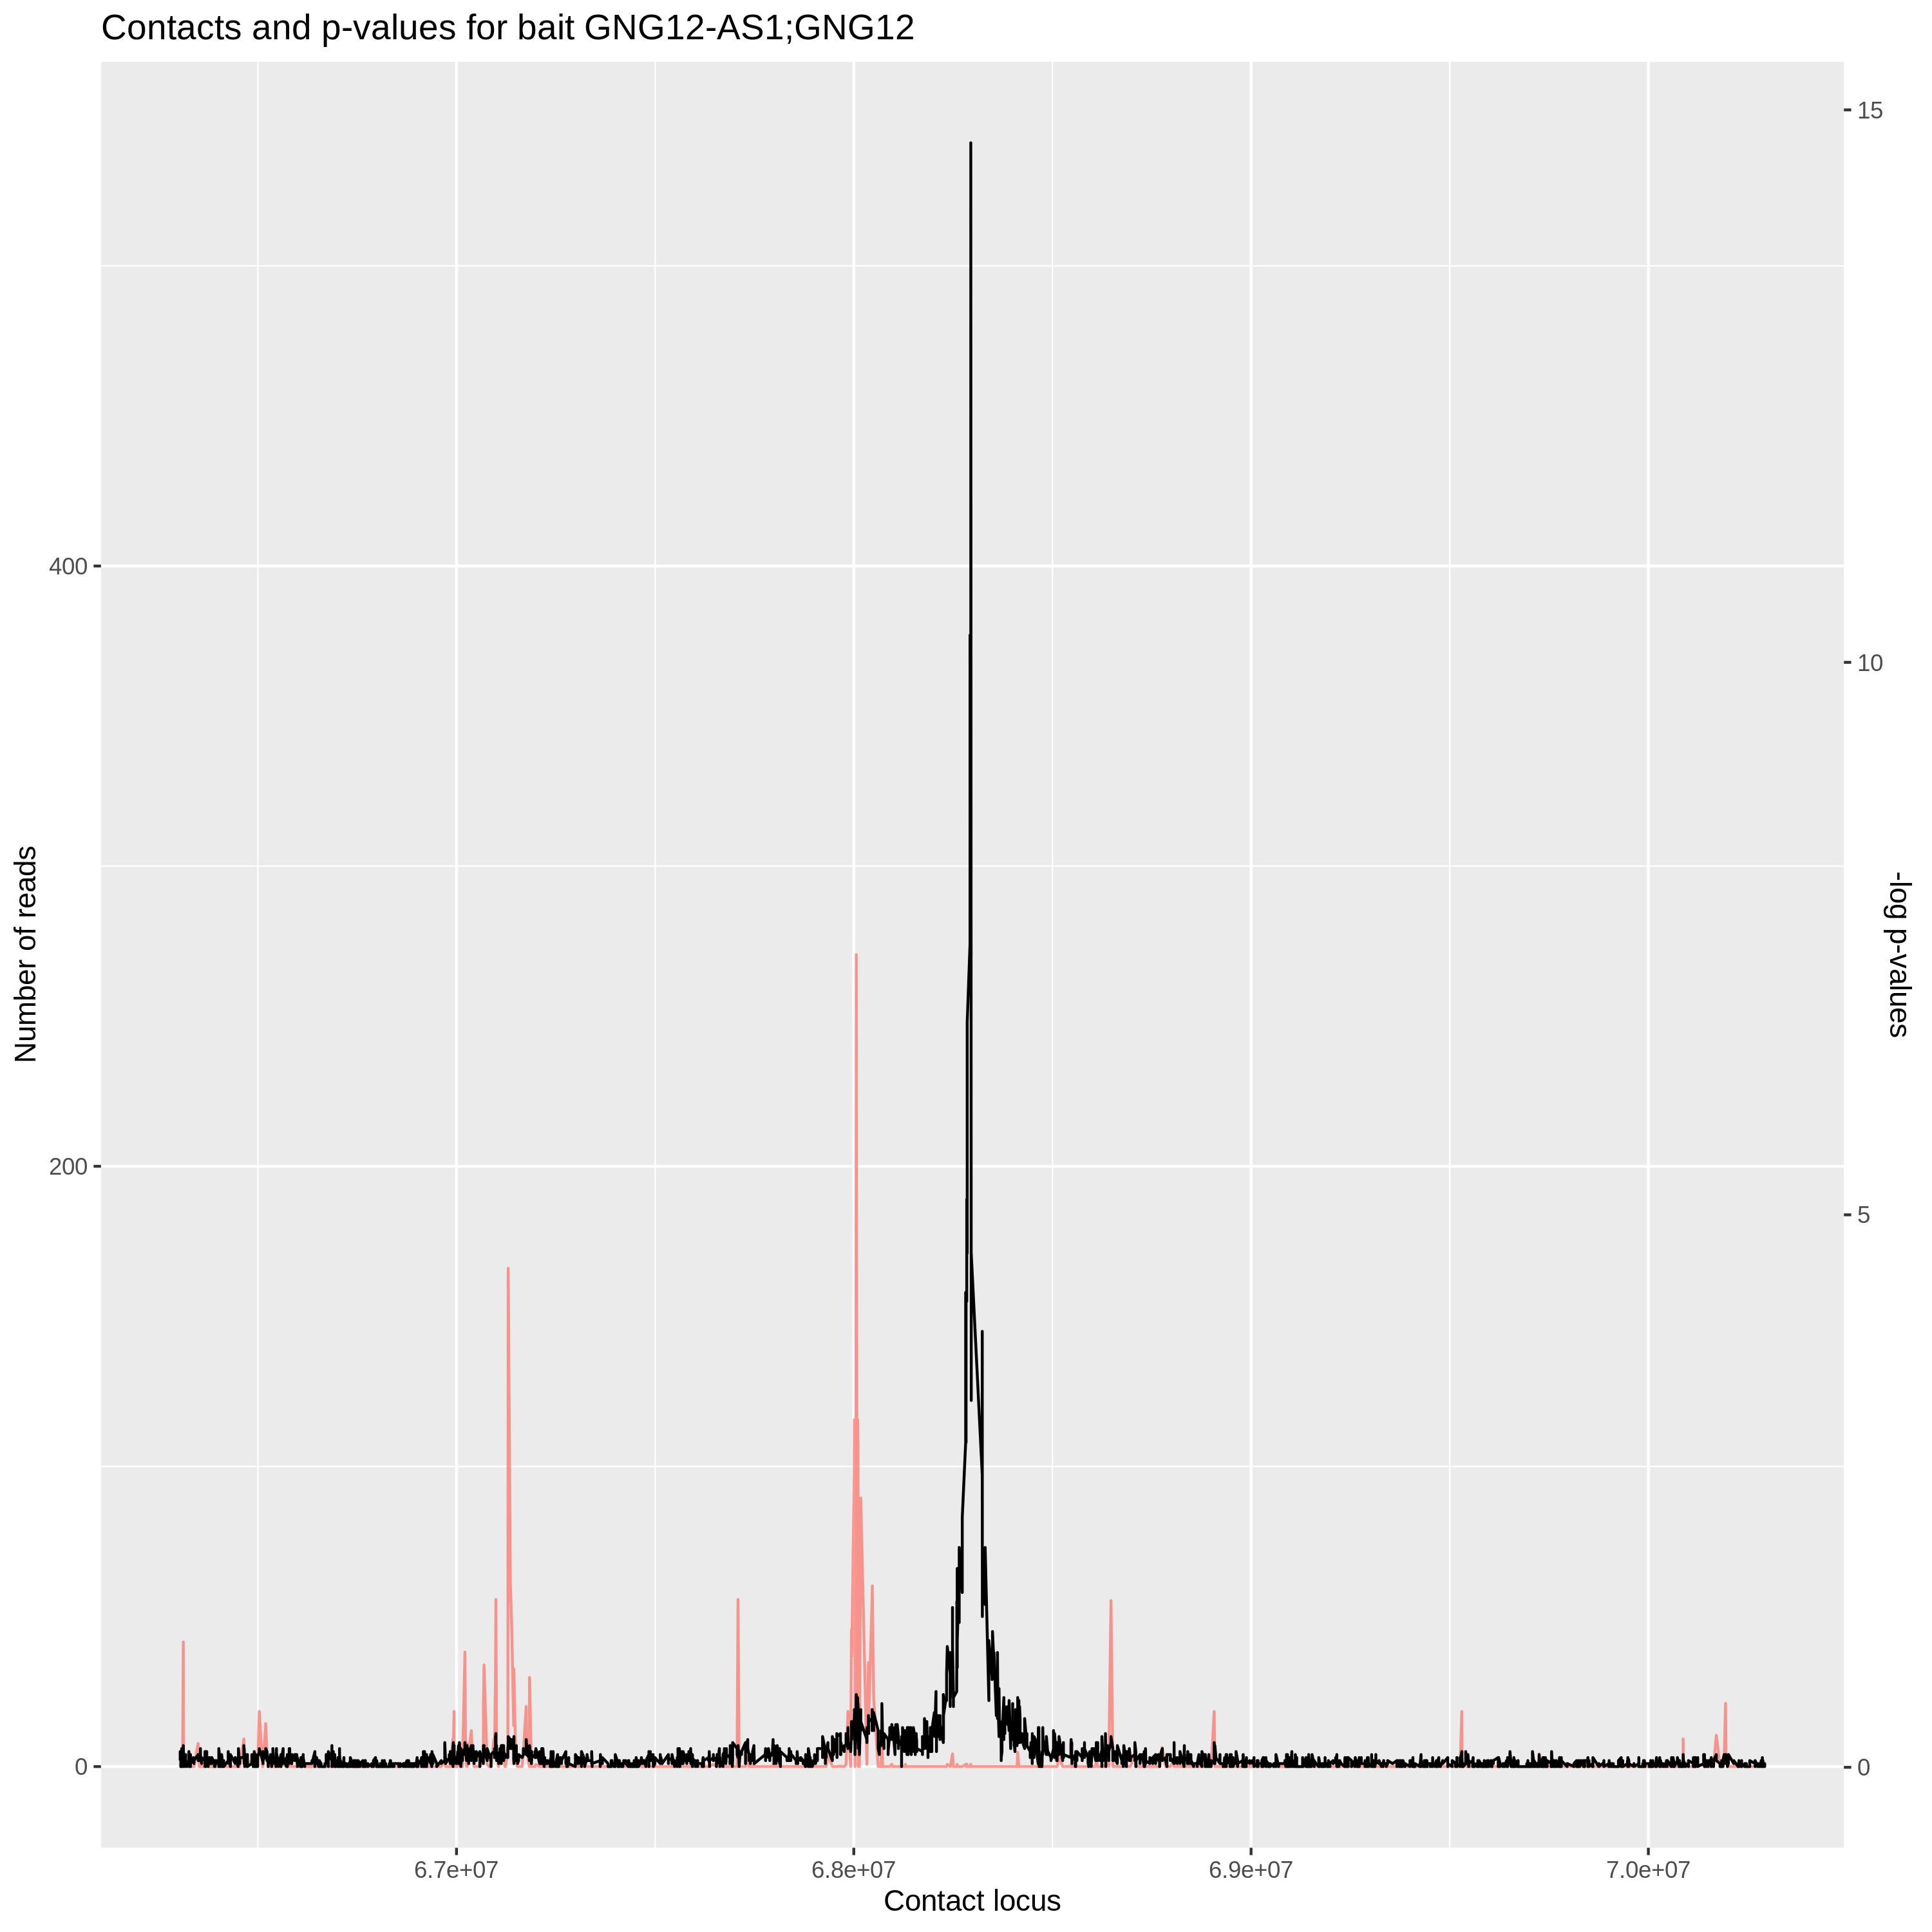 Contacts and p-values for bait GNG12-AS1;GNG12
15
400
10
Number of reads
-log p-values
200
5
0
0
6.7e+07
6.8e+07
6.9e+07
7.0e+07
Contact locus